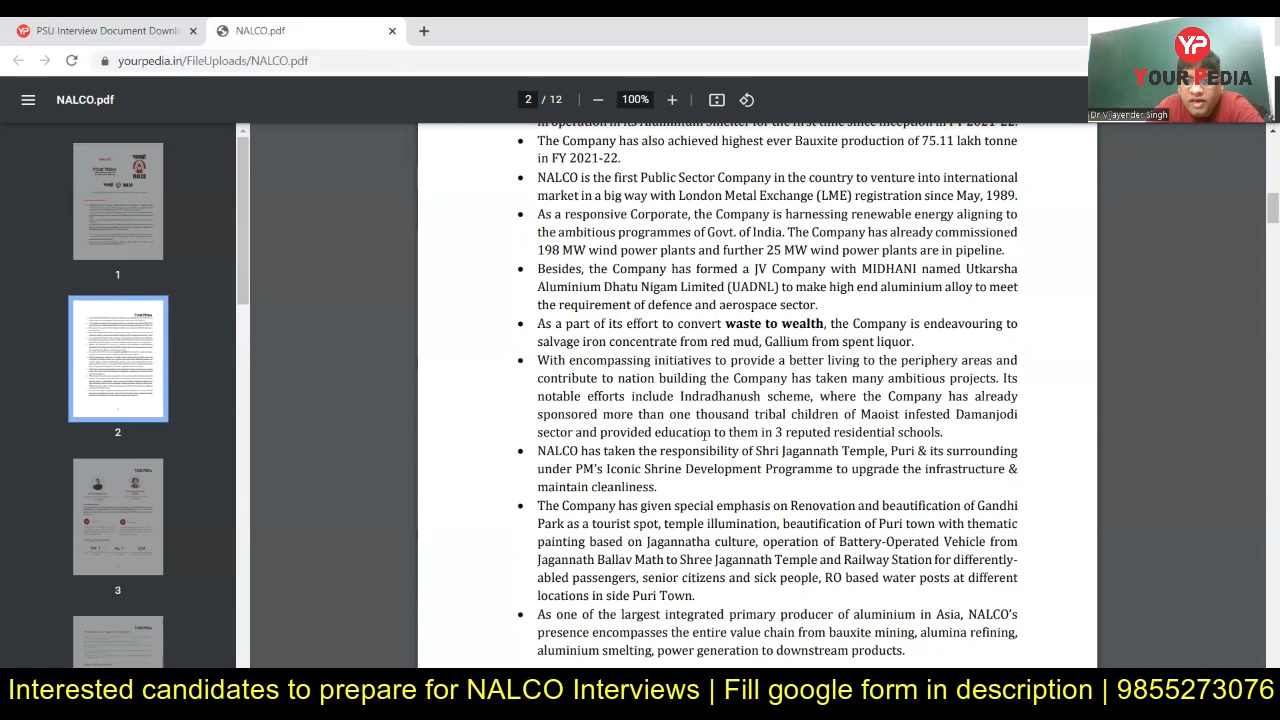 PSU Interview Document Downl
NALCO.pdf
yourpedia.in/FileUploads/NALCO.pdf
NALCO.pdf
2 / 12
100%
YP
YOUR PEDIA
Dr Vijayender Singh
1
2
3
in FY 2021-22.
• The Company has also achieved highest ever Bauxite production of 75.11 lakh tonne
in FY 2021-22.
• NALCO is the first Public Sector Company in the country to venture into international
market in a big way with London Metal Exchange (LME) registration since May, 1989.
• As a responsive Corporate, the Company is harnessing renewable energy aligning to
the ambitious programmes of Govt. of India. The Company has already commissioned
198 MW wind power plants and further 25 MW wind power plants are in pipeline.
• Besides, the Company has formed a JV Company with MIDHANI named Utkarsha
Aluminium Dhatu Nigam Limited (UADNL) to make high end aluminium alloy to meet
the requirement of defence and aerospace sector.
• As a part of its effort to convert waste to wealth, the Company is endeavouring to
salvage iron concentrate from red mud, Gallium from spent liquor.
• With encompassing initiatives to provide a better living to the periphery areas and
contribute to nation building the Company has taken many ambitious projects. Its
notable efforts include Indradhanush scheme, where the Company has already
sponsored more than one thousand tribal children of Maoist infested Damanjodi
sector and provided education to them in 3 reputed residential schools.
• NALCO has taken the responsibility of Shri Jagannath Temple, Puri & its surrounding
under PM's Iconic Shrine Development Programme to upgrade the infrastructure &
maintain cleanliness.
• The Company has given special emphasis on Renovation and beautification of Gandhi
Park as a tourist spot, temple illumination, beautification of Puri town with thematic
painting based on Jagannatha culture, operation of Battery-Operated Vehicle from
Jagannath Ballav Math to Shree Jagannath Temple and Railway Station for differently-
abled passengers, senior citizens and sick people, RO based water posts at different
locations in side Puri Town.
• As one of the largest integrated primary producer of aluminium in Asia, NALCO's
presence encompasses the entire value chain from bauxite mining, alumina refining,
aluminium smelting, power generation to downstream products.
Interested candidates to prepare for NALCO Interviews | Fill google form in description | 9855273076